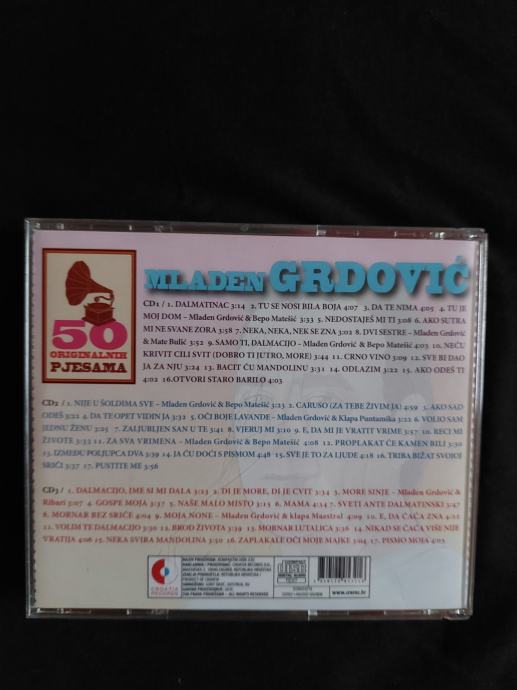 MLADEN GRDOVIĆ
50
ORIGINALNIH
PJESAMA
CD1 / 1. DALMATINAC 3:14 2. TU SE NOSI BILA BOJA 4:07 3. DA TE NIMA 4:05 4. TU JE
MOJ DOM – Mladen Grdović & Bepo Matešić 3:33 5. NEDOSTAJEŠ MI TI 3:08 6. AKO SUTRA
MI NE SVANE ZORA 3:58 7. NEKA, NEKA, NEK SE ZNA 3:02 8. DVI SESTRE – Mladen Grdović
& Mate Bulić 3:52 9. SAMO TI, DALMACIJO – Mladen Grdović & Bepo Matešić 4:03 10. NEĆU
KRIVIT CILI SVIT (DOBRO TI JUTRO, MORE) 3:44 11. CRNO VINO 3:09 12. SVE BI DAO
JA ZA NJU 3:24 13. BACIT ĆU MANDOLINU 3:31 14. ODLAZIM 3:22 15. AKO ODEŠ TI
4:02 16. OTVORI STARO BARILO 4:03
CD2 / 1. NIJE U ŠOLDIMA SVE – Mladen Grdović & Bepo Matešić 3:23 2. CARUSO (ZA TEBE ŽIVIM JA) 4:59 3. AKO SAD
ODEŠ 3:22 4. DA TE OPET VIDIN JA 3:32 5. OČI BOJE LAVANDE – Mladen Grdović & Klapa Puntamika 3:26 6. VOLIO SAM
JEDNU ŽENU 3:25 7. ZALJUBLJEN SAN U TE 3:41 8. VJERUJ MI 3:19 9. E, DA MI JE VRATIT VRIME 3:57 10. RECI MI
ŽIVOTE 3:33 11. ZA SVA VRIMENA – Mladen Grdović & Bepo Matešić 4:08 12. PROPLAKAT ĆE KAMEN BILI 3:30
13. IZMEĐU POLJUPCA DVA 3:39 14. JA ĆU DOĆI S PISMOM 4:48 15. SVE JE TO ZA LJUDE 4:18 16. TRIBA BIŽAT SVOJOJ
SRIĆI 3:37 17. PUSTITE ME 3:56
CD3 / 1. DALMACIJO, IME SI MI DALA 3:23 2. DI JE MORE, DI JE CVIT 3:34 3. MORE SINJE – Mladen Grdović &
Ribari 3:07 4. GOSPE MOJA 3:37 5. NAŠE MALO MISTO 3:15 6. MAMA 4:34 7. SVETI ANTE DALMATINSKI 3:47
8. MORNAR BEZ SRIĆE 4:04 9. MOJA NONE – Mladen Grdović & klapa Maestral 4:09 10. E, DA ĆAĆA ZNA 4:01
11. VOLIM TE DALMACIJO 3:30 12. BROD ŽIVOTA 3:39 13. MORNAR LUTALICA 3:36 14. NIKAD SE ĆAĆA VIŠE NIJE
VRATIJA 4:06 15. NEKA SVIRA MANDOLINA 3:50 16. ZAPLAKALE OČI MOJE MAJKE 3:04 17. PISMO MOJA 4:03
CROATIA
RECORDS
COMPACT
disc
DIGITAL AUDIO
www.crorec.hr